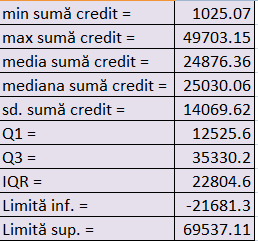 min sumă credit = 1025.07
max sumă credit = 49703.15
media sumă credit = 24876.36
mediana sumă credit = 25030.06
sd. sumă credit = 14069.62
Q1 = 12525.6
Q3 = 35330.2
IQR = 22804.6
Limită inf. = -21681.3
Limită sup. = 69537.11